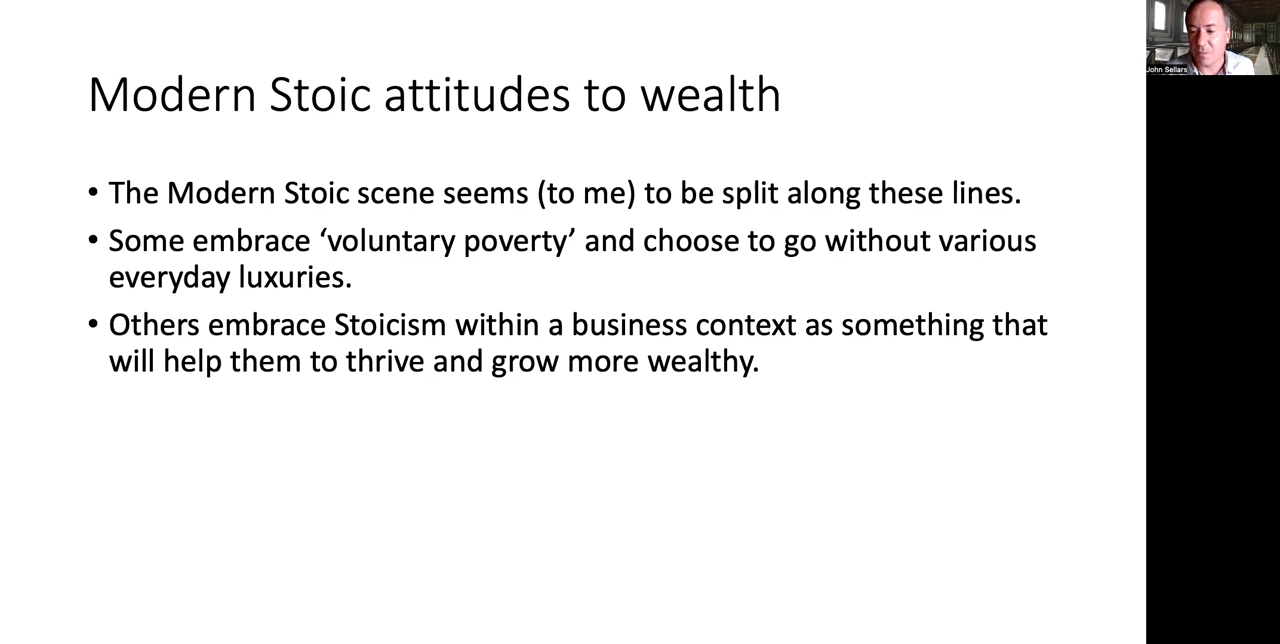 Modern Stoic attitudes to wealth
• The Modern Stoic scene seems (to me) to be split along these lines.
• Some embrace ‘voluntary poverty’ and choose to go without various
everyday luxuries.
• Others embrace Stoicism within a business context as something that
will help them to thrive and grow more wealthy.
John Sellars